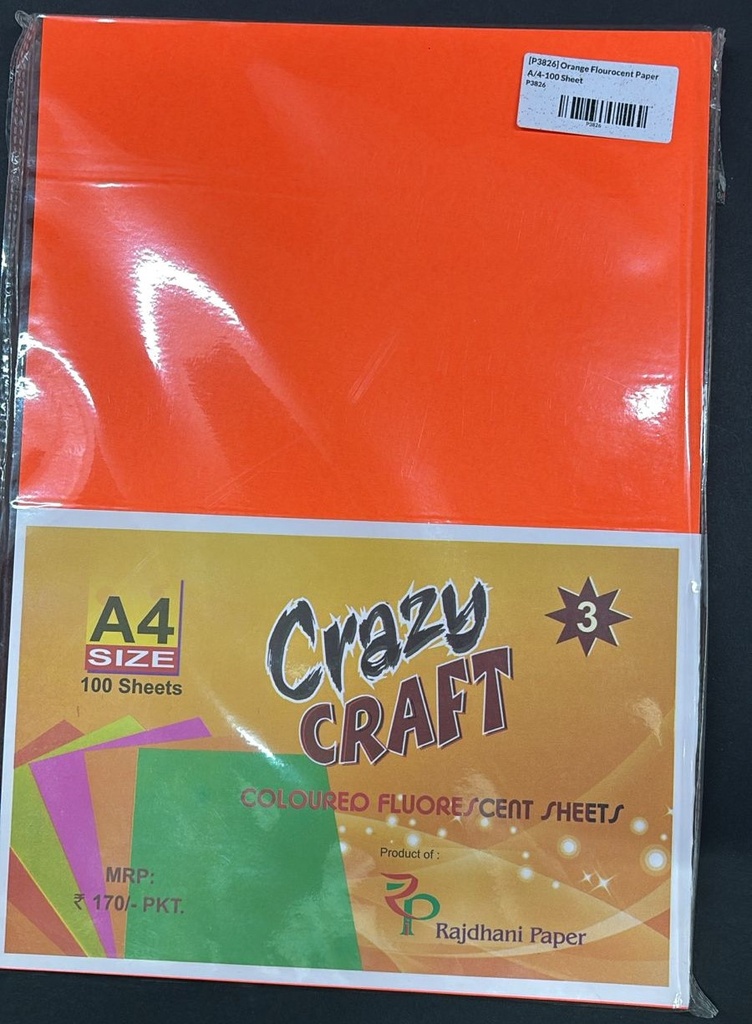 [P3826] Orange Flourocent Paper
A/4-100 Sheet
P3826
P3826
A4
SIZE
100 Sheets
Crazy
CRAFT
3
COLOURED FLUORESCENT SHEETS
MRP:
₹ 170/- PKT.
Product of :
RP
Rajdhani Paper